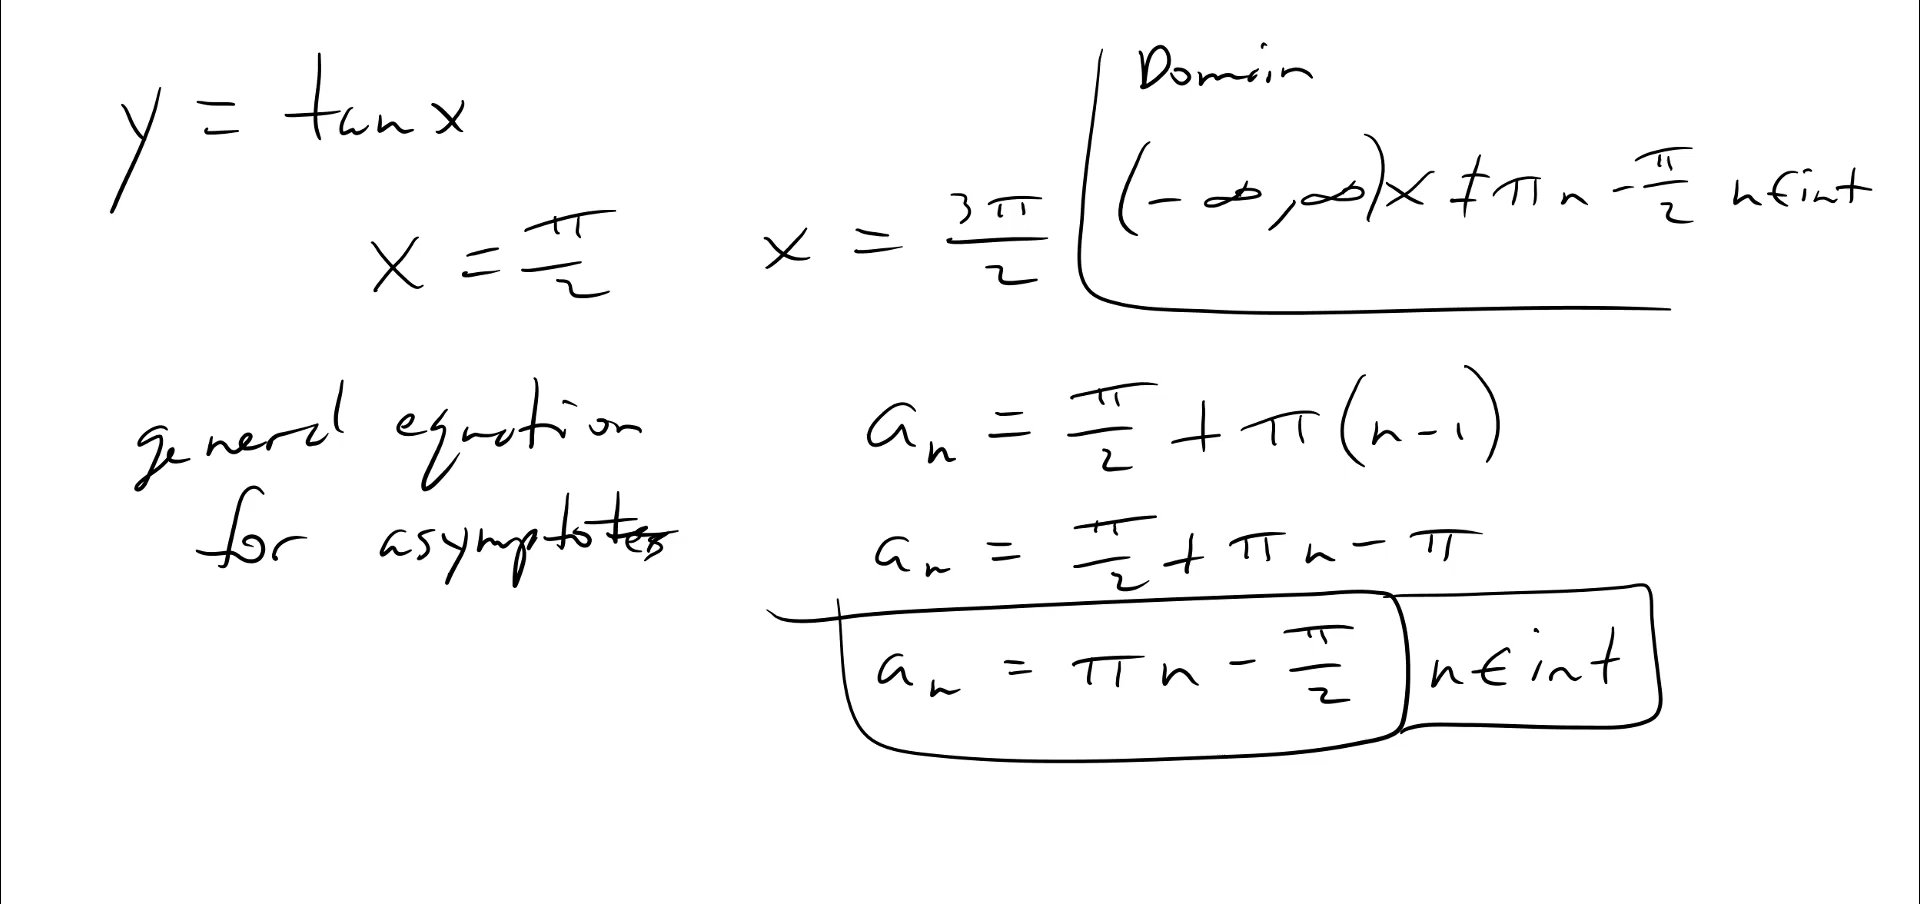 y = tan x
x = π/2
x = 3π/2
Domain
(-∞,∞) x ≠ πn - π/2 n∈int
general equation
for asymptotes
aₙ = π/2 + π(n-1)
aₙ = π/2 + πn - π
aₙ = πn - π/2 n∈int